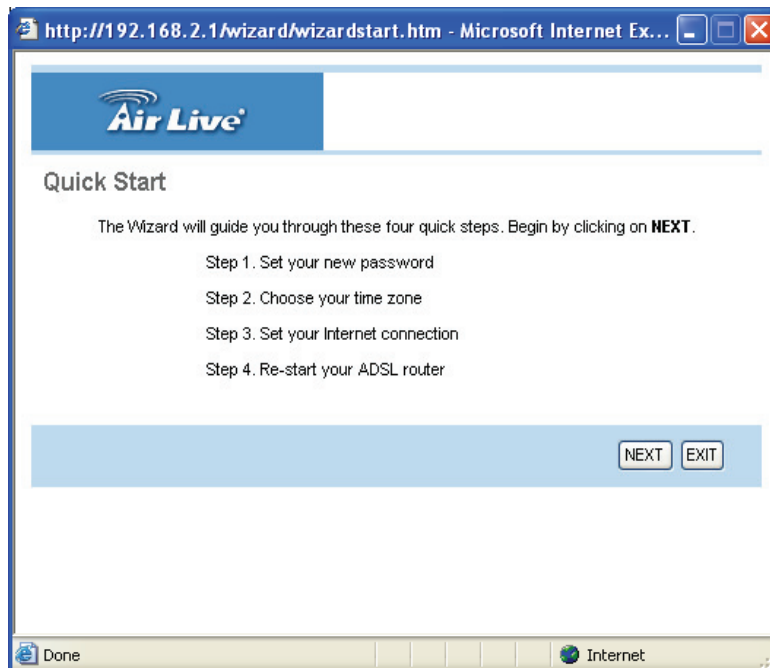 http://192.168.2.1/wizard/wizardstart.htm - Microsoft Internet Ex...
Air Live
Quick Start
The Wizard will guide you through these four quick steps. Begin by clicking on NEXT.
Step 1. Set your new password
Step 2. Choose your time zone
Step 3. Set your Internet connection
Step 4. Re-start your ADSL router
NEXT EXIT
Done Internet